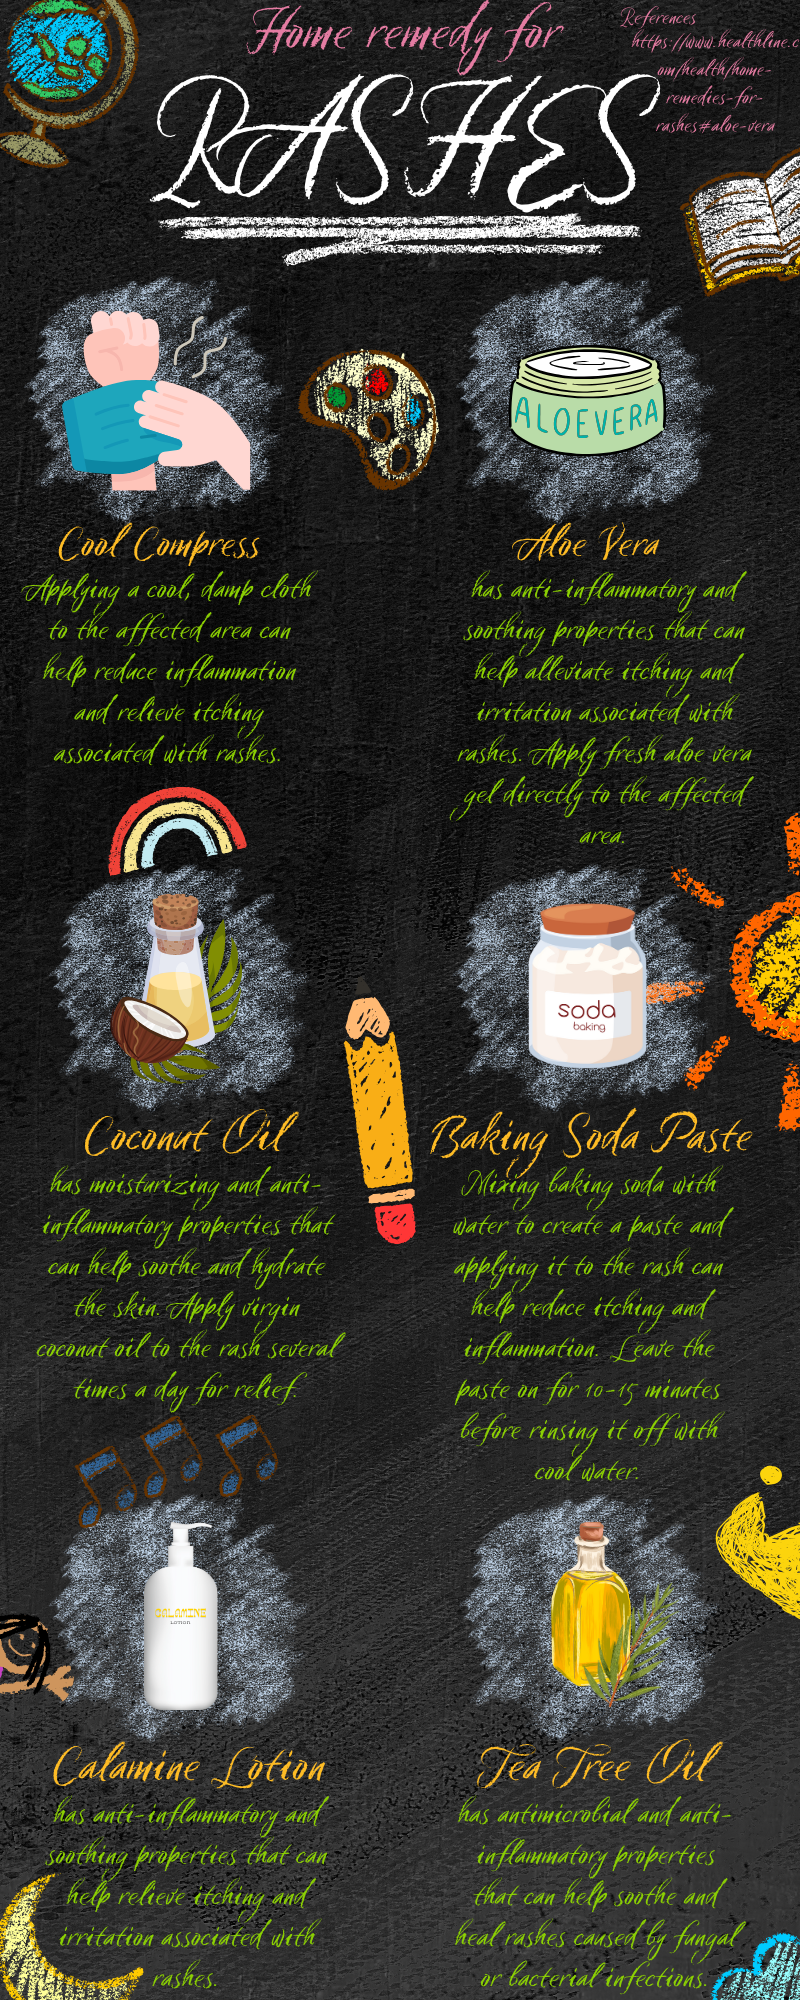 Home remedy for
RASHES
References
https://www.healthline.c
om/health/home-
remedies-for-
rashes#aloe-vera
Cool Compress
Applying a cool, damp cloth
to the affected area can
help reduce inflammation
and relieve itching
associated with rashes.
ALOEVERA
Aloe Vera
has anti-inflammatory and
soothing properties that can
help alleviate itching and
irritation associated with
rashes. Apply fresh aloe vera
gel directly to the affected
area.
Coconut Oil
has moisturizing and anti-
inflammatory properties that
can help soothe and hydrate
the skin. Apply virgin
coconut oil to the rash several
times a day for relief.
soda
baking
Baking Soda Paste
Mixing baking soda with
water to create a paste and
applying it to the rash can
help reduce itching and
inflammation. Leave the
paste on for 10-15 minutes
before rinsing it off with
cool water.
CALAMINE
LOTION
Calamine Lotion
has anti-inflammatory and
soothing properties that can
help relieve itching and
irritation associated with
rashes.
Tea Tree Oil
has antimicrobial and anti-
inflammatory properties
that can help soothe and
heal rashes caused by fungal
or bacterial infections.